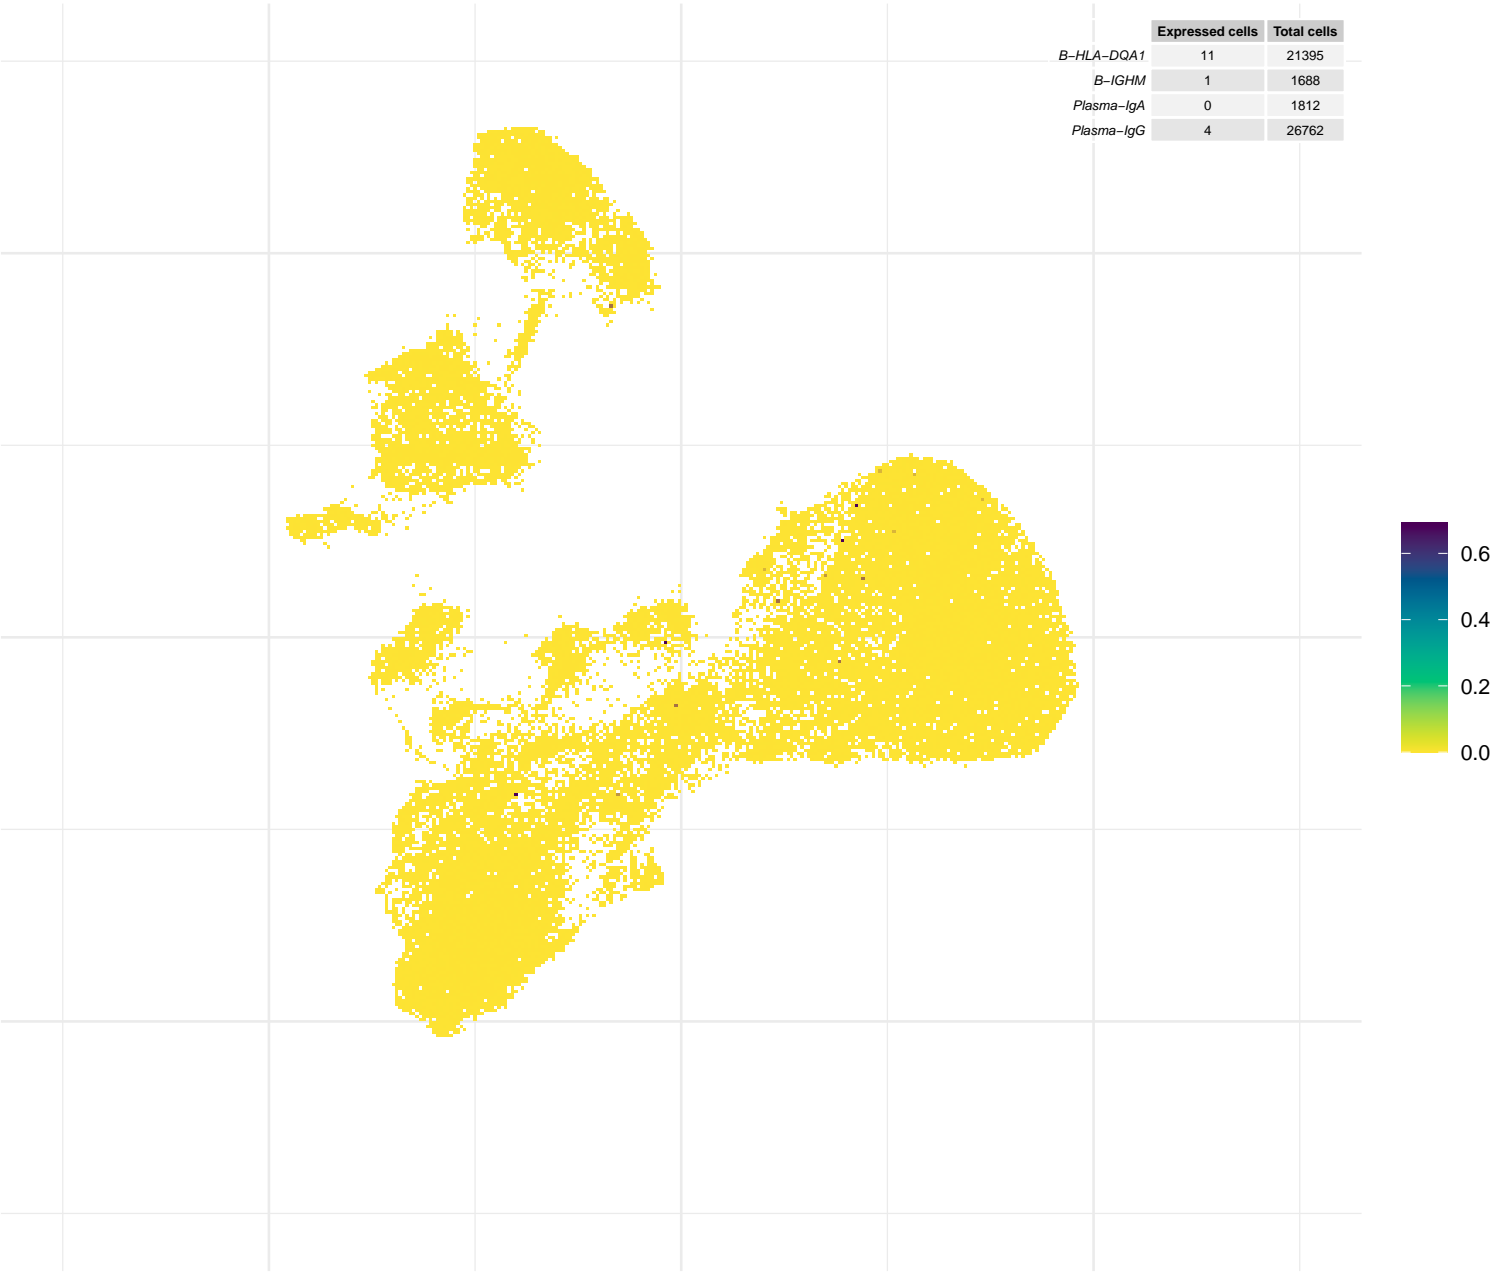 Expressed cells Total cells
B−HLA−DQA1 11 21395
B−IGHM 1 1688
Plasma−IgA 0 1812
Plasma−IgG 4 26762
0.6
0.4
0.2
0.0